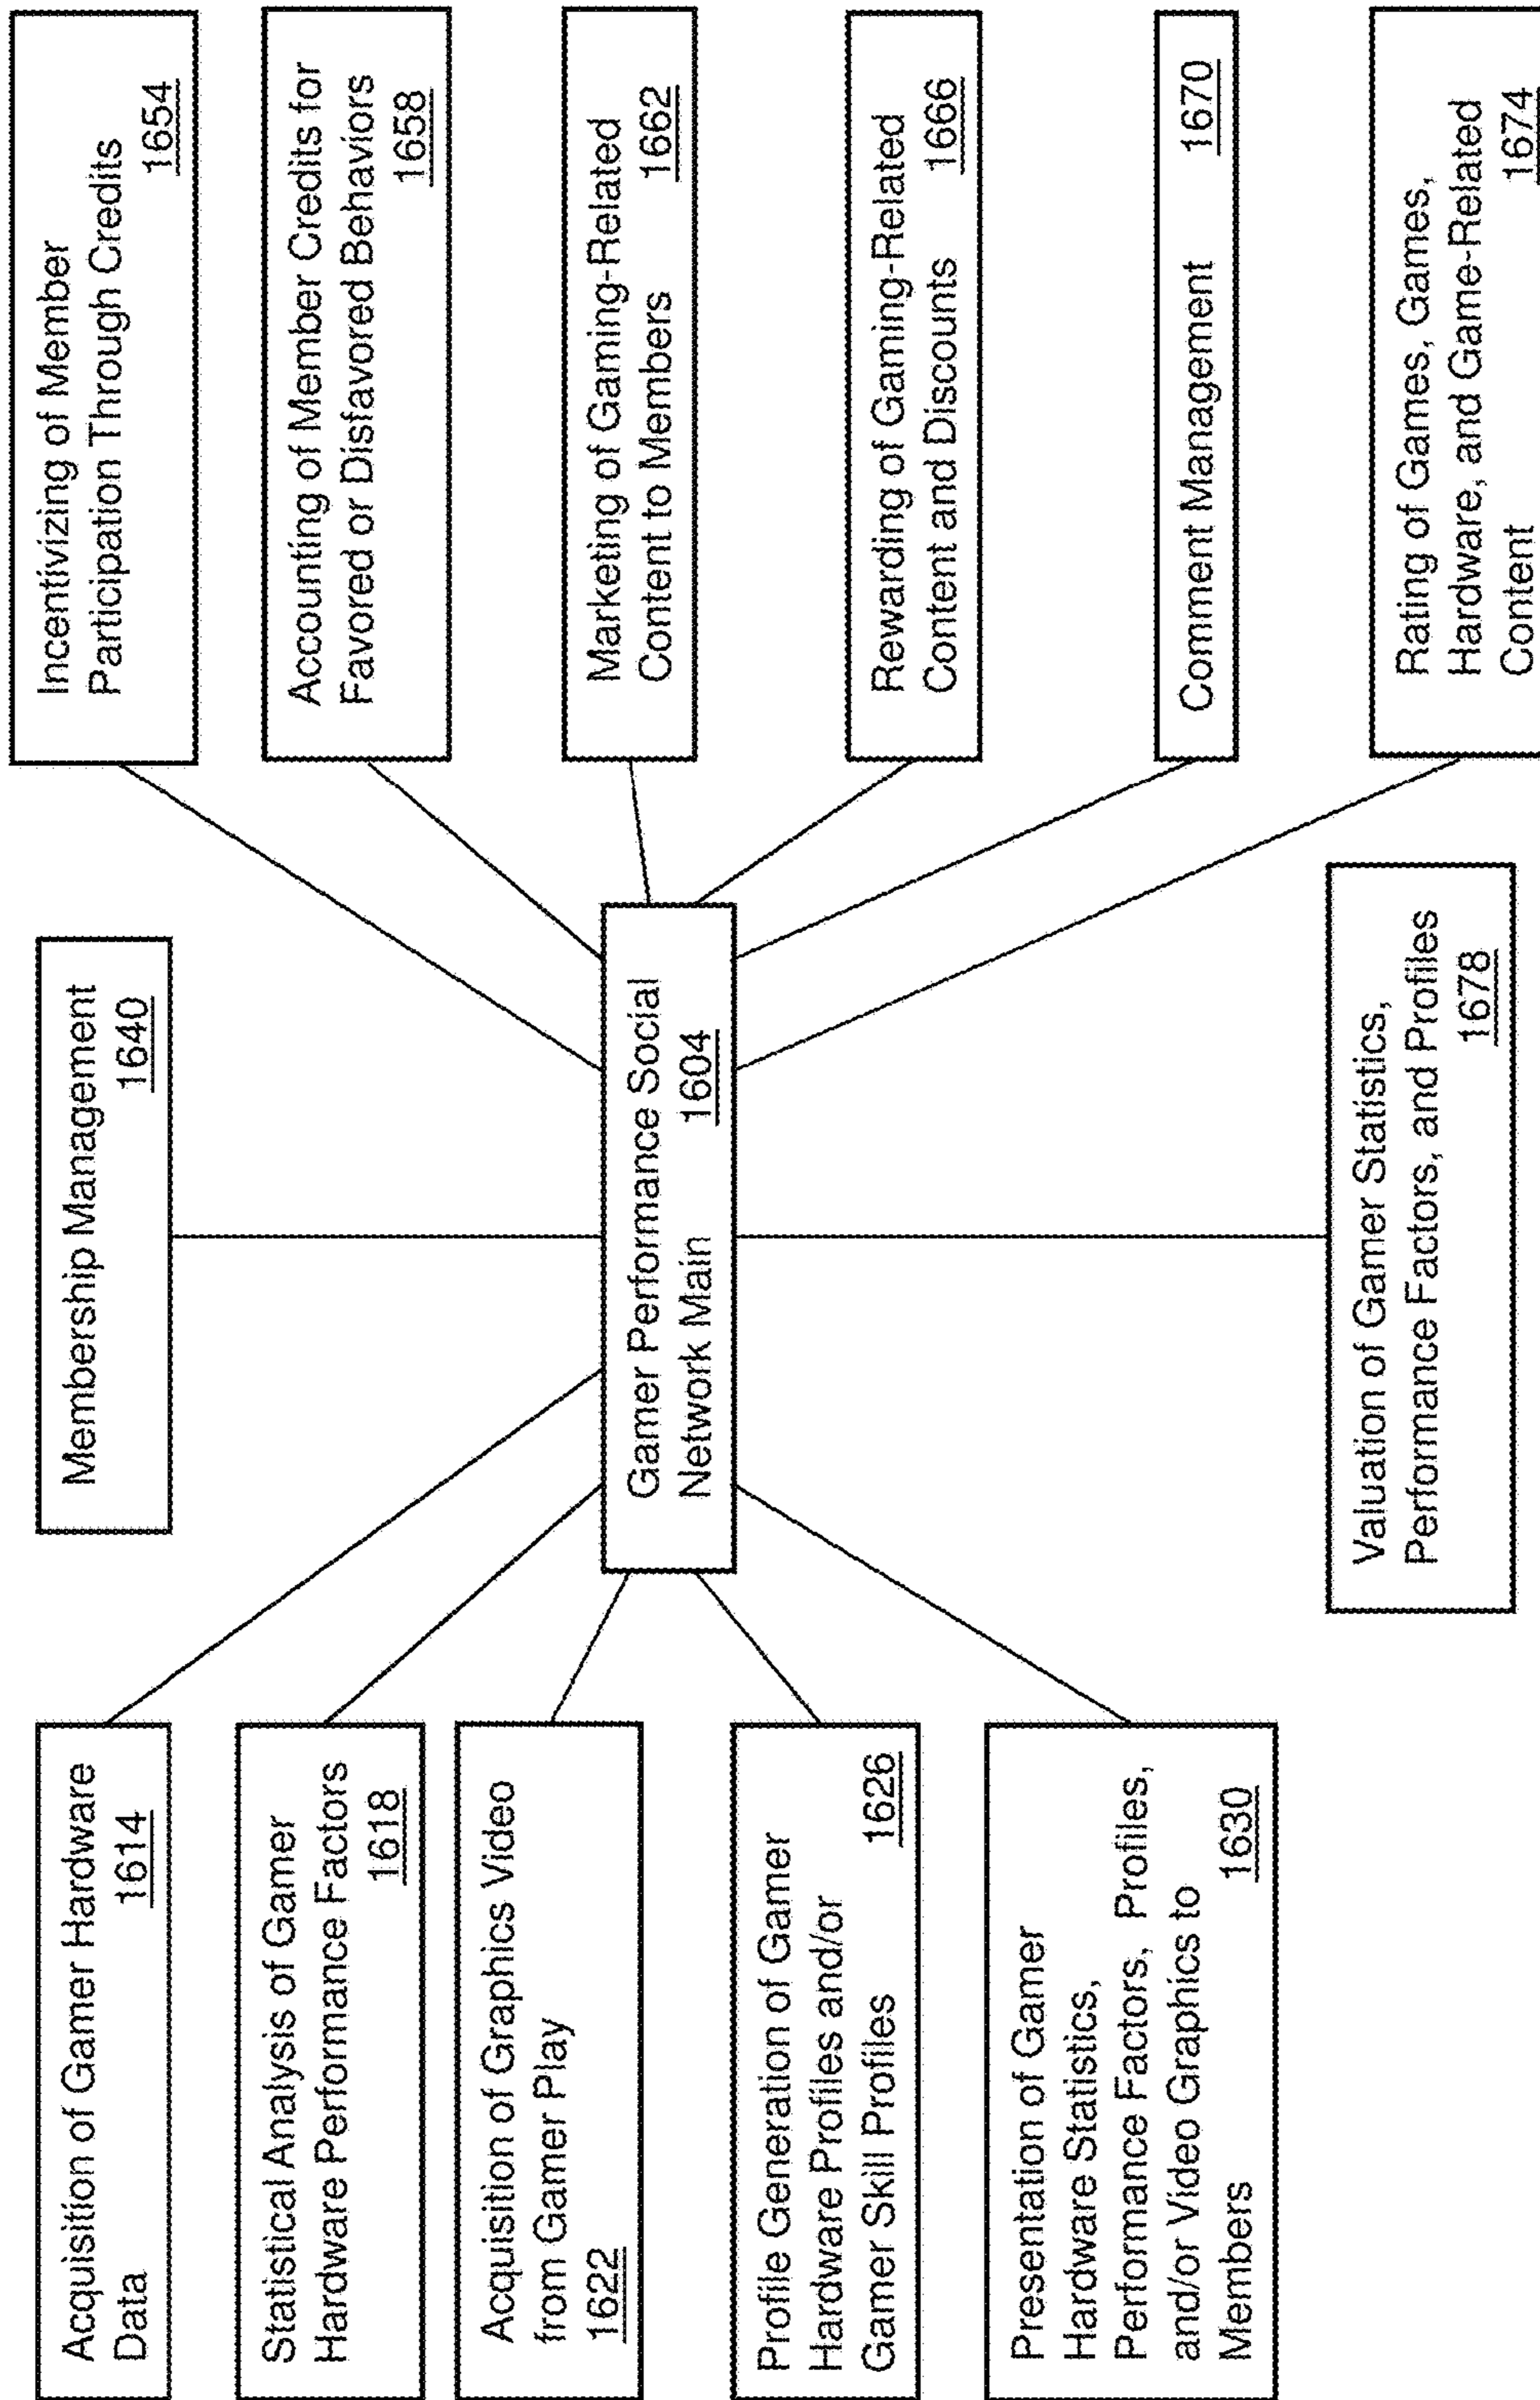 Acquisition of Gamer Hardware
Data
1614
Statistical Analysis of Gamer
Hardware Performance Factors
1618
Acquisition of Graphics Video
from Gamer Play
1622
Profile Generation of Gamer
Hardware Profiles and/or
Gamer Skill Profiles
1626
Presentation of Gamer
Hardware Statistics,
Performance Factors, Profiles,
and/or Video Graphics to
Members
1630
Membership Management
1640
Gamer Performance Social
Network Main 1604
Valuation of Gamer Statistics,
Performance Factors, and Profiles
1678
Incentivizing of Member
Participation Through Credits
1654
Accounting of Member Credits for
Favored or Disfavored Behaviors
1658
Marketing of Gaming-Related
Content to Members 1662
Rewarding of Gaming-Related
Content and Discounts 1666
Comment Management 1670
Rating of Games, Games,
Hardware, and Game-Related
Content 1674